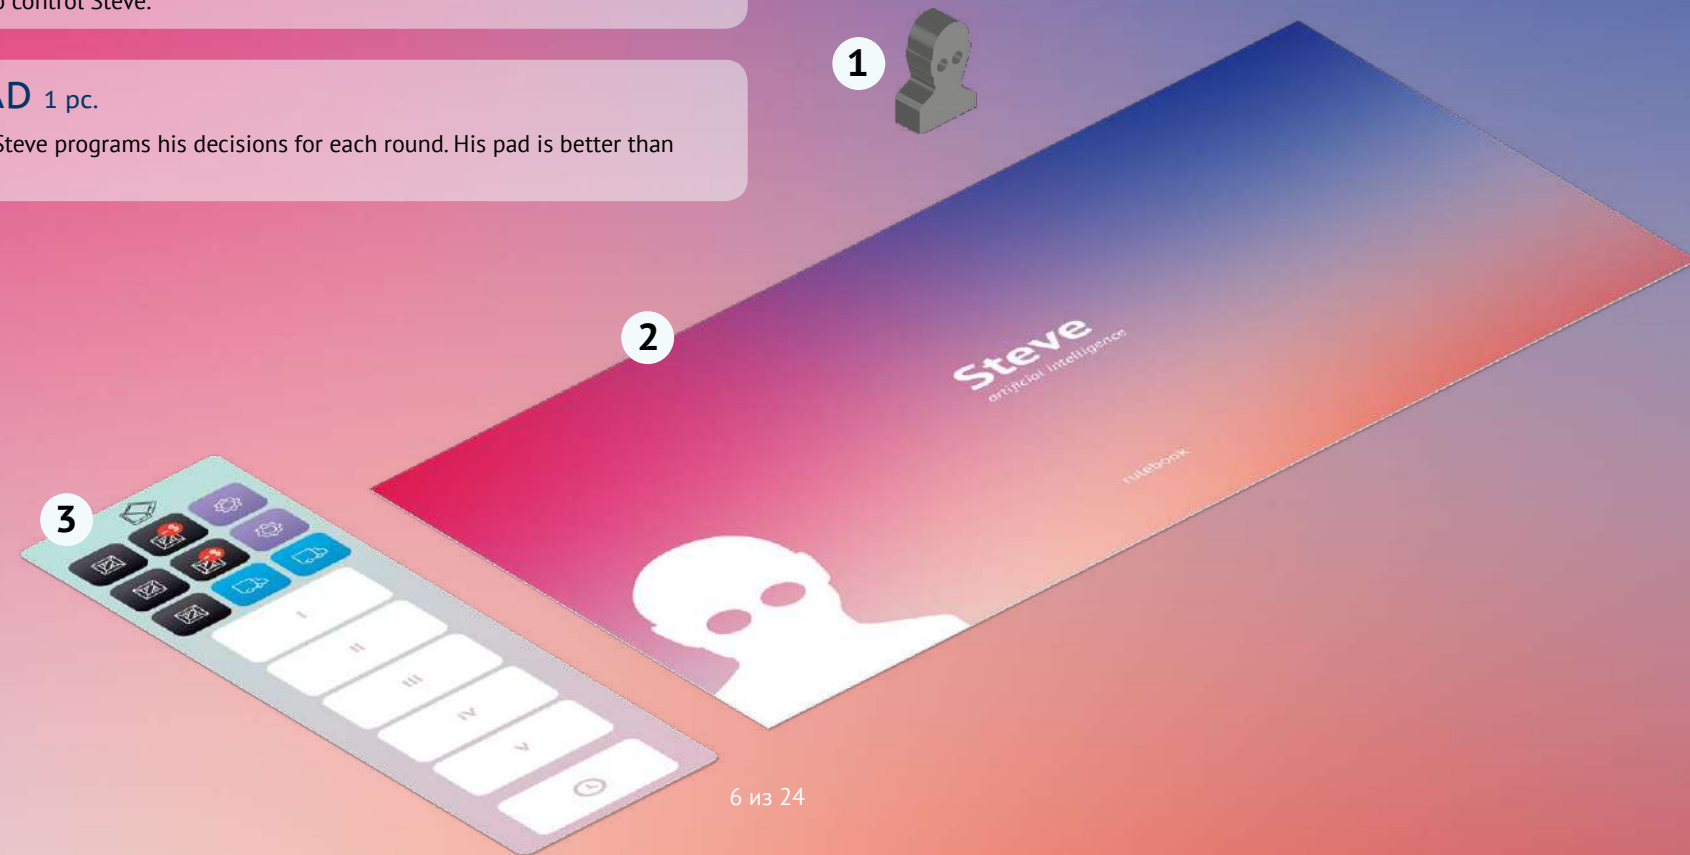 o control Steve.
AD 1 pc.
Steve programs his decisions for each round. His pad is better than
1
2
Steve
artificial intelligence
rulebook
3
I
II
III
IV
V
6 из 24